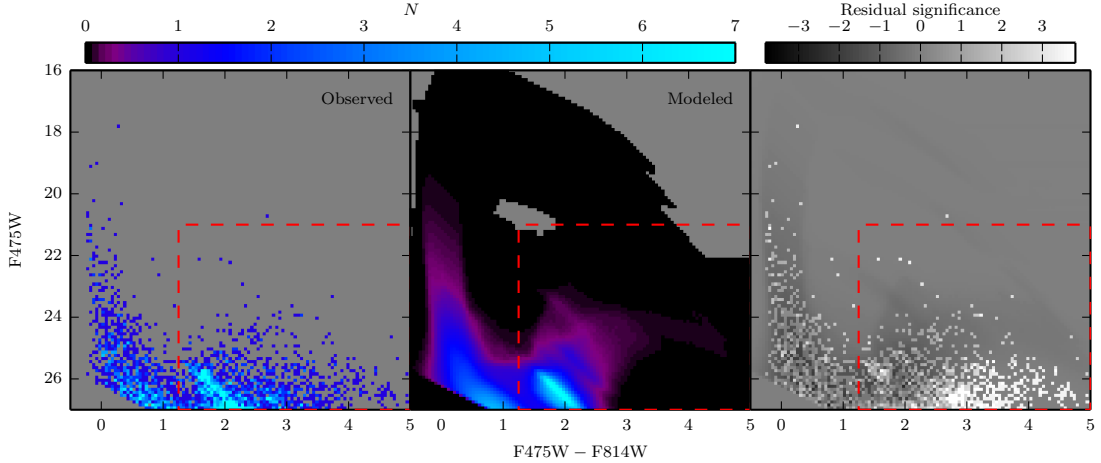 N
Residual significance
0 1 2 3 4 5 6 7
−3 −2 −1 0 1 2 3
Observed
Modeled
16
18
20
22
24
26
F475W
0 1 2 3 4 5
0 1 2 3 4 5
0 1 2 3 4 5
F475W − F814W